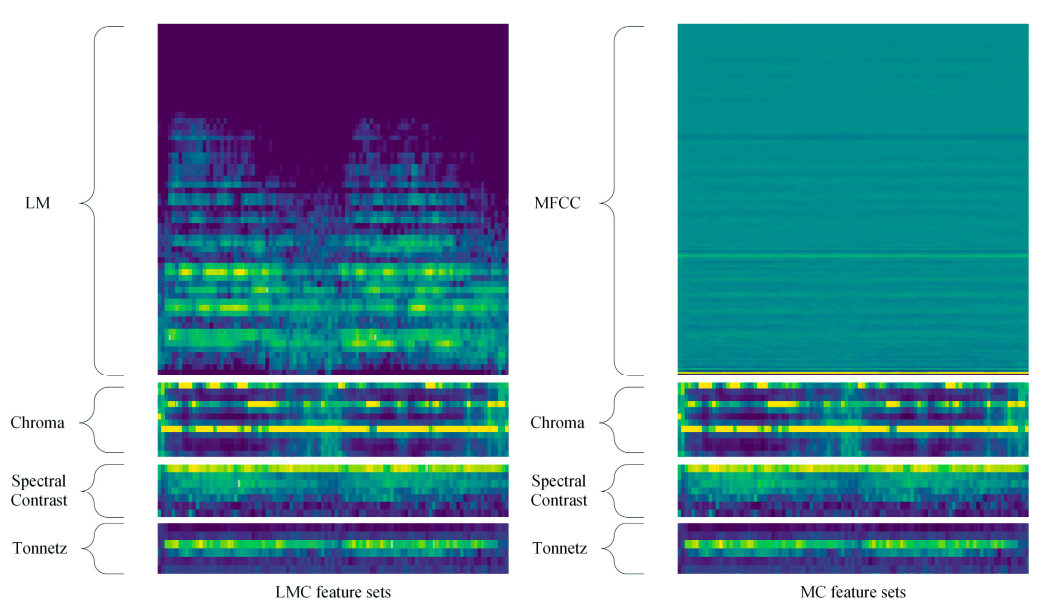 LM
Chroma
Spectral
Contrast
Tonnetz
LMC feature sets
MFCC
Chroma
Spectral
Contrast
Tonnetz
MC feature sets